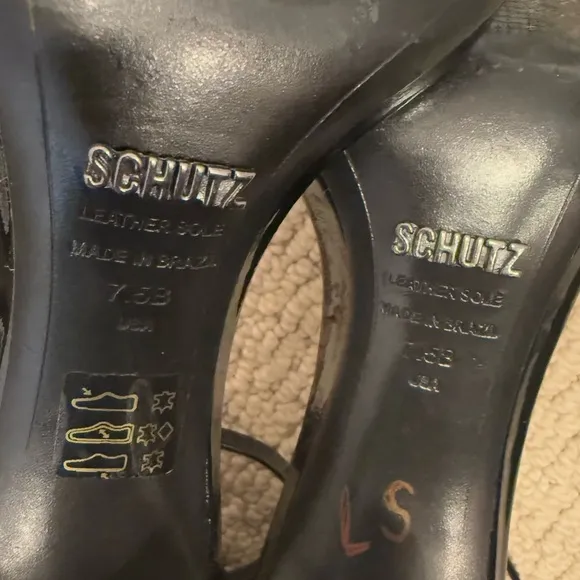 SCHUTZ
LEATHER SOLE
MADE IN BRAZIL
7.5B
USA
SCHUTZ
LEATHER SOLE
MADE IN BRAZIL
7.5B
USA
LS